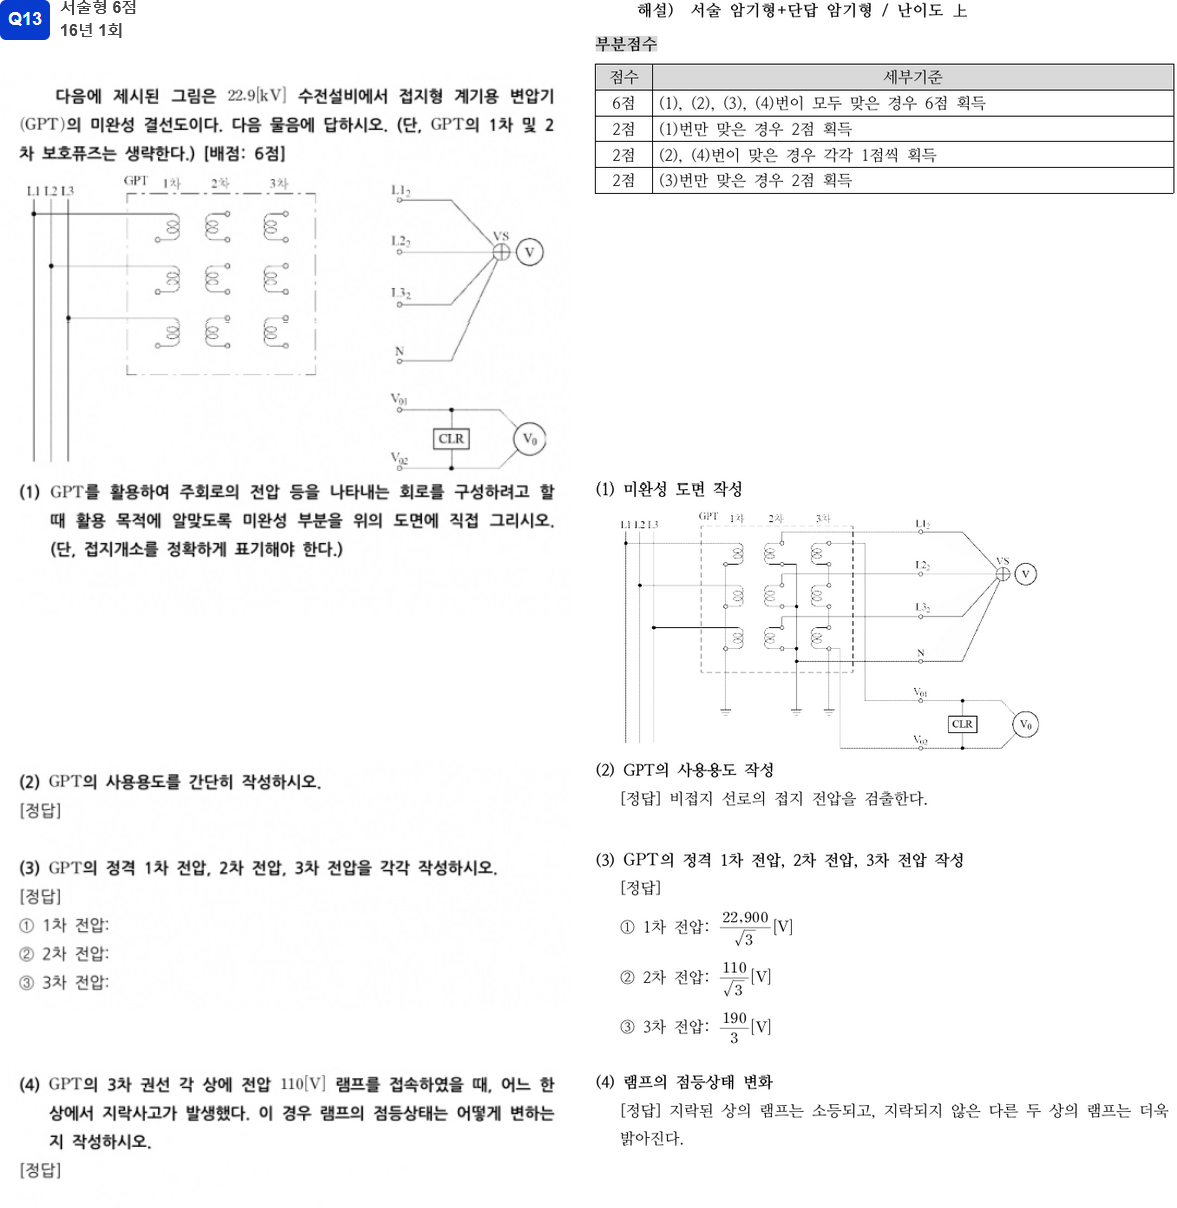 Q13
서술형 6점
16년 1회
다음에 제시된 그림은 22.9[kV] 수전설비에서 접지형 계기용 변압기
(GPT)의 미완성 결선도이다. 다음 물음에 답하시오. (단, GPT의 1차 및 2
차 보호퓨즈는 생략한다.) [배점: 6점]
L1 L2 L3
GPT 1차 2차 3차
L1₂
L2₂
L3₂
N
VS
V
V₀₁
CLR
V₀
V₀₂
(1) GPT를 활용하여 주회로의 전압 등을 나타내는 회로를 구성하려고 할
때 활용 목적에 알맞도록 미완성 부분을 위의 도면에 직접 그리시오.
(단, 접지개소를 정확하게 표기해야 한다.)
(2) GPT의 사용용도를 간단히 작성하시오.
[정답]
(3) GPT의 정격 1차 전압, 2차 전압, 3차 전압을 각각 작성하시오.
[정답]
① 1차 전압:
② 2차 전압:
③ 3차 전압:
(4) GPT의 3차 권선 각 상에 전압 110[V] 램프를 접속하였을 때, 어느 한
상에서 지락사고가 발생했다. 이 경우 램프의 점등상태는 어떻게 변하는
지 작성하시오.
[정답]
해설) 서술 암기형+단답 암기형 / 난이도 上
부분점수
점수 세부기준
6점 (1), (2), (3), (4)번이 모두 맞은 경우 6점 획득
2점 (1)번만 맞은 경우 2점 획득
2점 (2), (4)번이 맞은 경우 각각 1점씩 획득
2점 (3)번만 맞은 경우 2점 획득
(1) 미완성 도면 작성
L1 L2 L3
GPT 1차 2차 3차
L1₂
L2₂
L3₂
N
VS
V
V₀₁
CLR
V₀
V₀₂
(2) GPT의 사용용도 작성
[정답] 비접지 선로의 접지 전압을 검출한다.
(3) GPT의 정격 1차 전압, 2차 전압, 3차 전압 작성
[정답]
① 1차 전압: 22,900/√3 [V]
② 2차 전압: 110/√3 [V]
③ 3차 전압: 190/3 [V]
(4) 램프의 점등상태 변화
[정답] 지락된 상의 램프는 소등되고, 지락되지 않은 다른 두 상의 램프는 더욱
밝아진다.